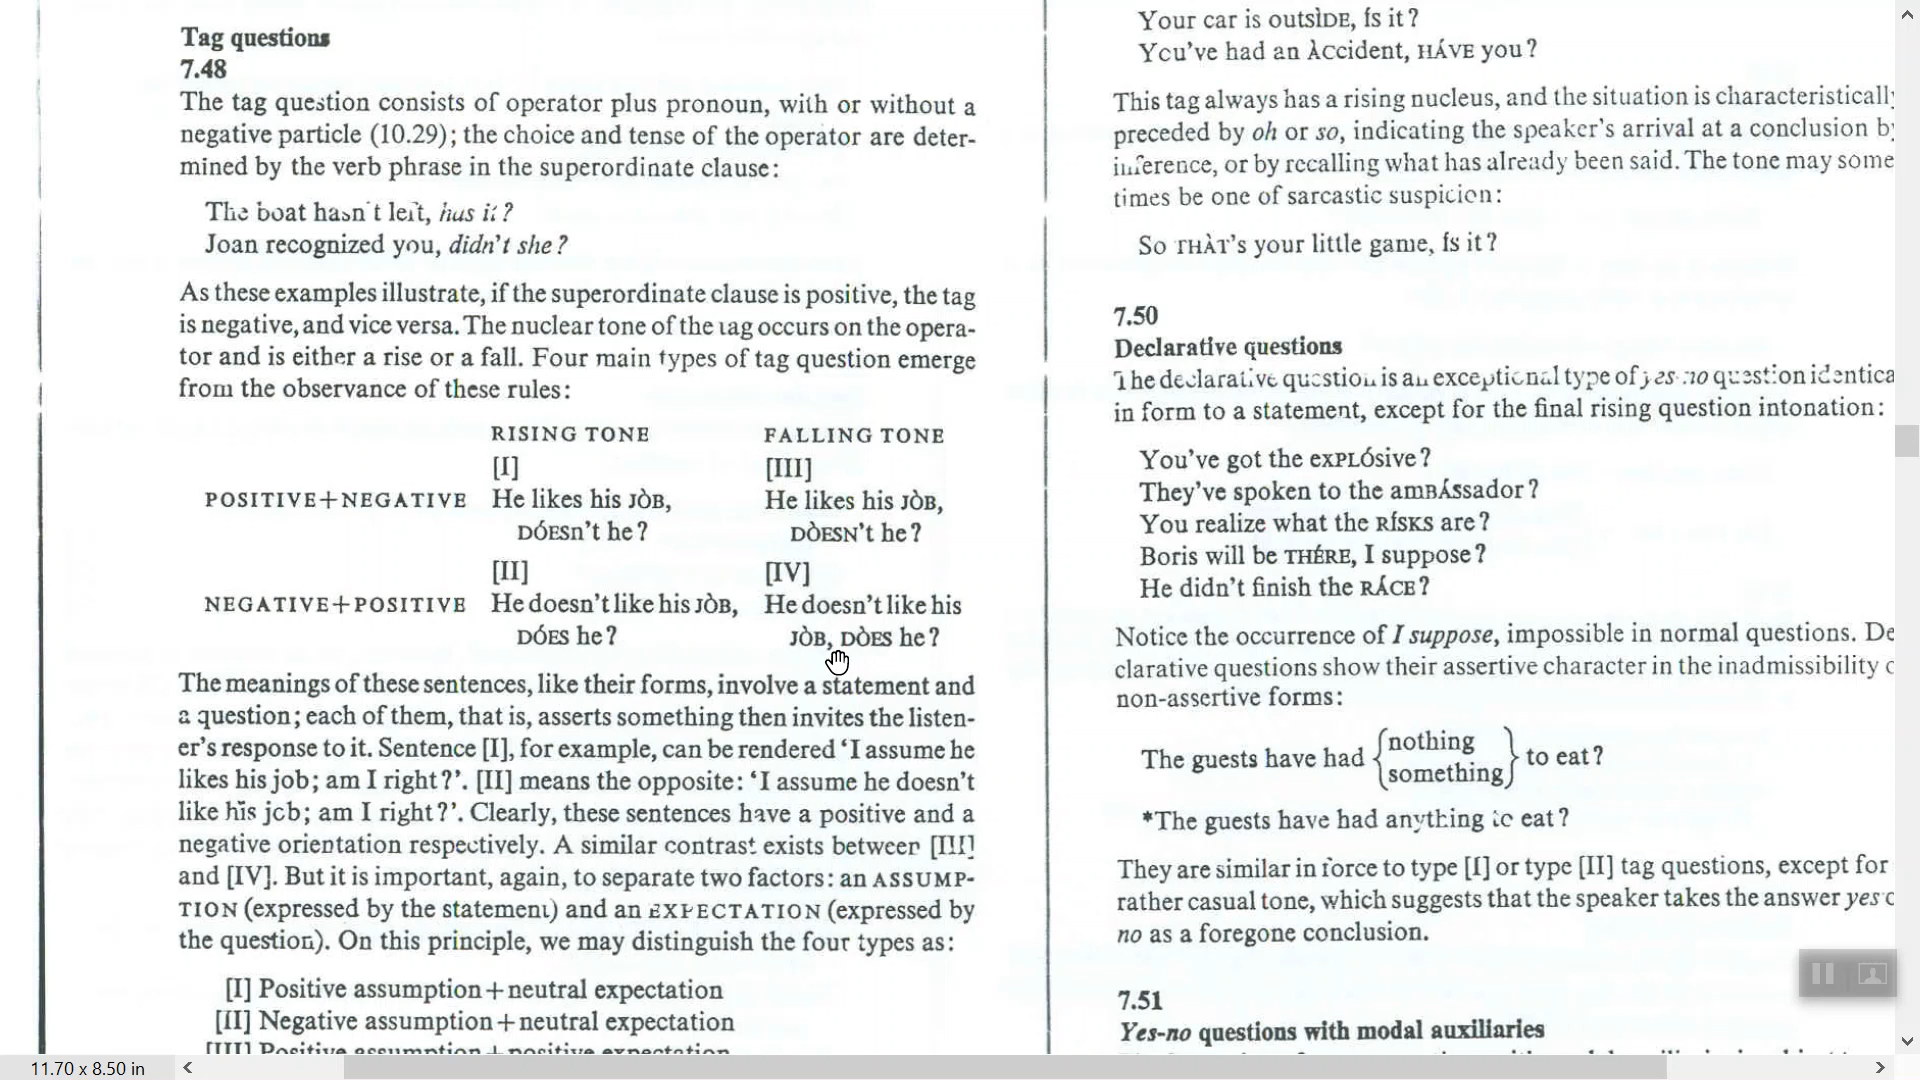 Tag questions
7.48
The tag question consists of operator plus pronoun, with or without a
negative particle (10.29); the choice and tense of the operator are deter-
mined by the verb phrase in the superordinate clause:
The boat hasn't left, has it?
Joan recognized you, didn't she?
As these examples illustrate, if the superordinate clause is positive, the tag
is negative, and vice versa. The nuclear tone of the tag occurs on the opera-
tor and is either a rise or a fall. Four main types of tag question emerge
from the observance of these rules:
RISING TONE FALLING TONE
[I] [III]
POSITIVE+NEGATIVE He likes his JÒB, He likes his JÒB,
DÓESn't he? DÒESN't he?
[II] [IV]
NEGATIVE+POSITIVE He doesn't like his JÒB, He doesn't like his
DÓES he? JÒB, DÒES he?
The meanings of these sentences, like their forms, involve a statement and
a question; each of them, that is, asserts something then invites the listen-
er's response to it. Sentence [I], for example, can be rendered 'I assume he
likes his job; am I right?'. [II] means the opposite: 'I assume he doesn't
like his job; am I right?'. Clearly, these sentences have a positive and a
negative orientation respectively. A similar contrast exists between [III]
and [IV]. But it is important, again, to separate two factors: an ASSUMP-
TION (expressed by the statement) and an EXPECTATION (expressed by
the question). On this principle, we may distinguish the four types as:
[I] Positive assumption+neutral expectation
[II] Negative assumption+neutral expectation
[III] Positive assumption+positive expectation
Your car is outsÌDE, ís it?
You've had an ÀCcident, HÁVE you?
This tag always has a rising nucleus, and the situation is characteristically
preceded by oh or so, indicating the speaker's arrival at a conclusion by
inference, or by recalling what has already been said. The tone may some
times be one of sarcastic suspicion:
So THÀT's your little game, ís it?
7.50
Declarative questions
The declarative question is an exceptional type of yes-no question identica
in form to a statement, except for the final rising question intonation:
You've got the exPLÓsive?
They've spoken to the amBÁSsador?
You realize what the RÍSKS are?
Boris will be THÉRE, I suppose?
He didn't finish the RÁCE?
Notice the occurrence of I suppose, impossible in normal questions. De
clarative questions show their assertive character in the inadmissibility o
non-assertive forms:
The guests have had {nothing
something} to eat?
*The guests have had anything to eat?
They are similar in force to type [I] or type [II] tag questions, except for
rather casual tone, which suggests that the speaker takes the answer yes o
no as a foregone conclusion.
7.51
Yes-no questions with modal auxiliaries
11.70 x 8.50 in